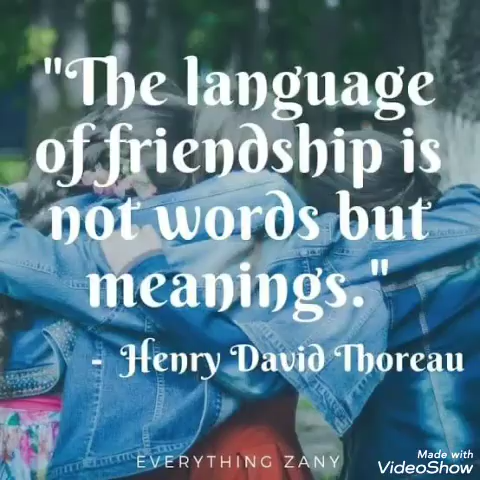 "The language
of friendship is
not words but
meanings."
- Henry David Thoreau
EVERYTHING ZANY
Made with
VideoShow